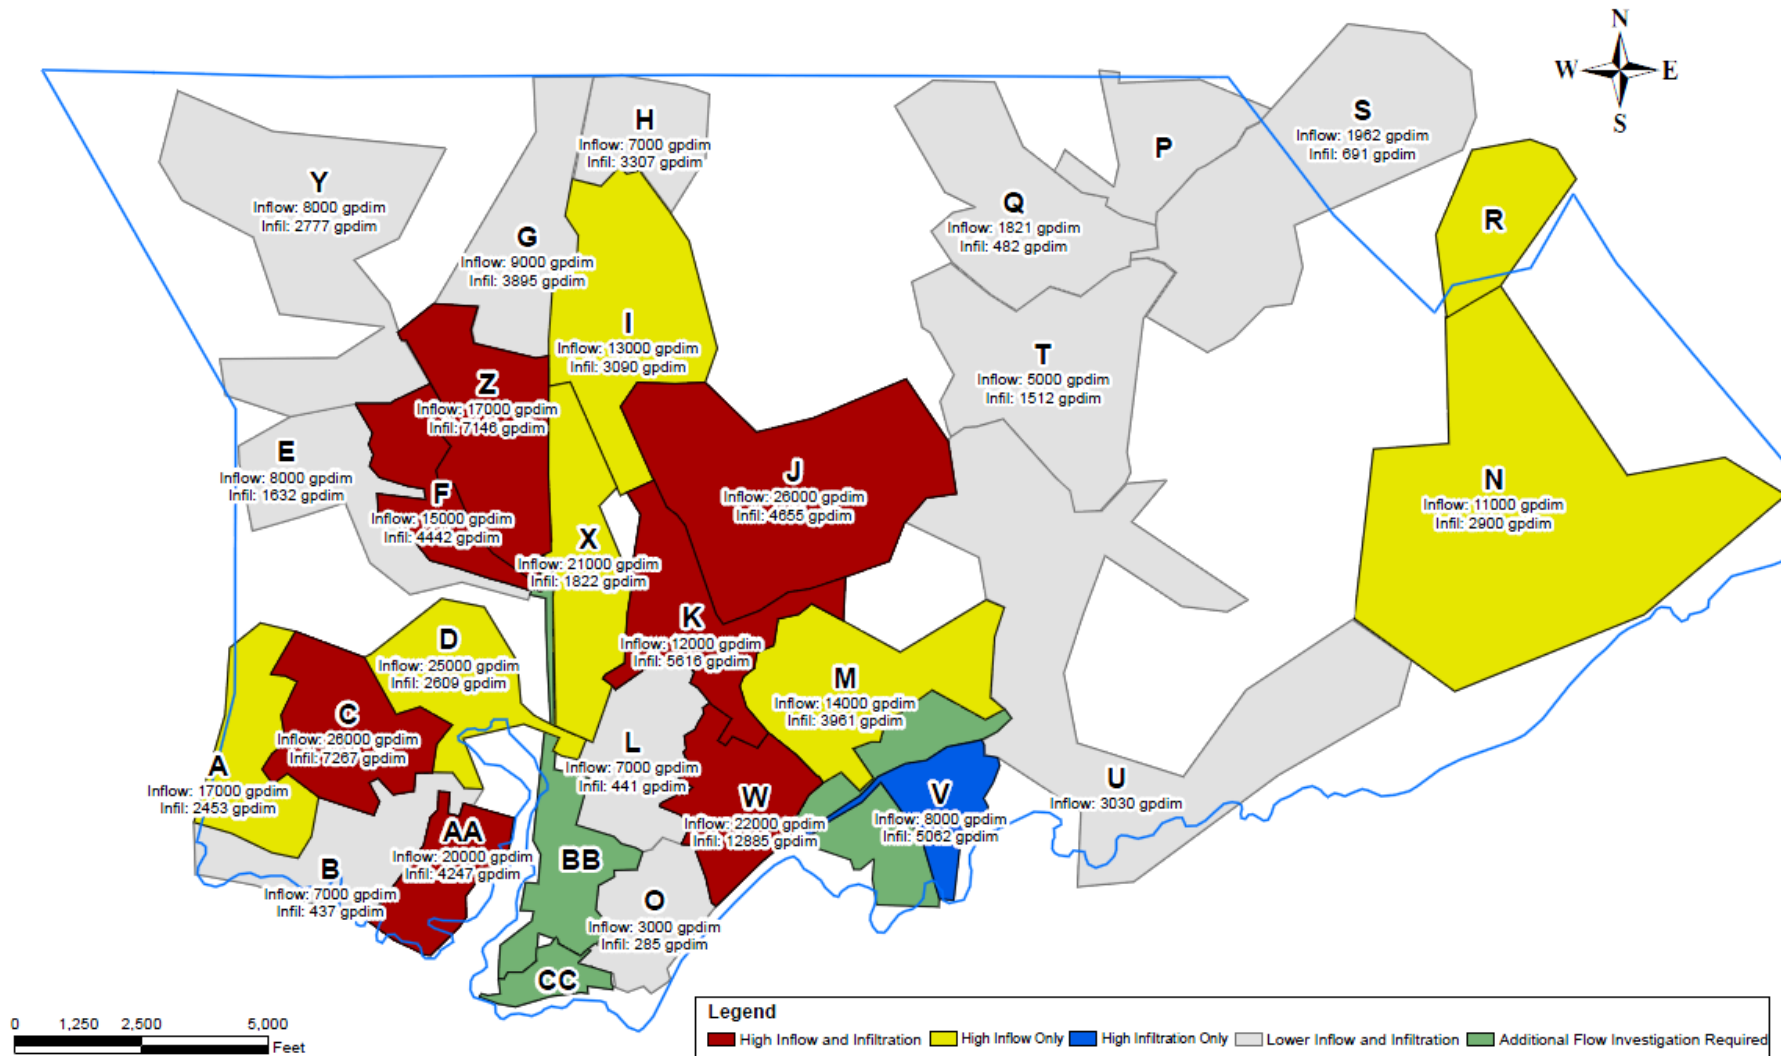 N
W E
S
S
Inflow: 1962 gpdim
Infil: 691 gpdim
H
Inflow: 7000 gpdim
Infil: 3307 gpdim
P
Y
Inflow: 8000 gpdim
Infil: 2777 gpdim
Q
Inflow: 1821 gpdim
Infil: 482 gpdim
R
G
Inflow: 9000 gpdim
Infil: 3895 gpdim
I
Inflow: 13000 gpdim
Infil: 3090 gpdim
T
Inflow: 5000 gpdim
Infil: 1512 gpdim
Z
Inflow: 17000 gpdim
Infil: 7146 gpdim
E
Inflow: 8000 gpdim
Infil: 1632 gpdim
J
Inflow: 26000 gpdim
Infil: 4655 gpdim
N
Inflow: 11000 gpdim
Infil: 2900 gpdim
F
Inflow: 15000 gpdim
Infil: 4442 gpdim
X
Inflow: 21000 gpdim
Infil: 1822 gpdim
K
Inflow: 12000 gpdim
Infil: 5616 gpdim
D
Inflow: 25000 gpdim
Infil: 2609 gpdim
M
Inflow: 14000 gpdim
Infil: 3961 gpdim
C
Inflow: 26000 gpdim
Infil: 7267 gpdim
L
Inflow: 7000 gpdim
Infil: 441 gpdim
A
Inflow: 17000 gpdim
Infil: 2453 gpdim
U
Inflow: 3030 gpdim
W
Inflow: 22000 gpdim
Infil: 12885 gpdim
V
Inflow: 8000 gpdim
Infil: 5062 gpdim
AA
Inflow: 20000 gpdim
Infil: 4247 gpdim
BB
B
Inflow: 7000 gpdim
Infil: 437 gpdim
O
Inflow: 3000 gpdim
Infil: 285 gpdim
CC
0 1,250 2,500 5,000
Feet
Legend
High Inflow and Infiltration High Inflow Only High Infiltration Only Lower Inflow and Infiltration Additional Flow Investigation Required